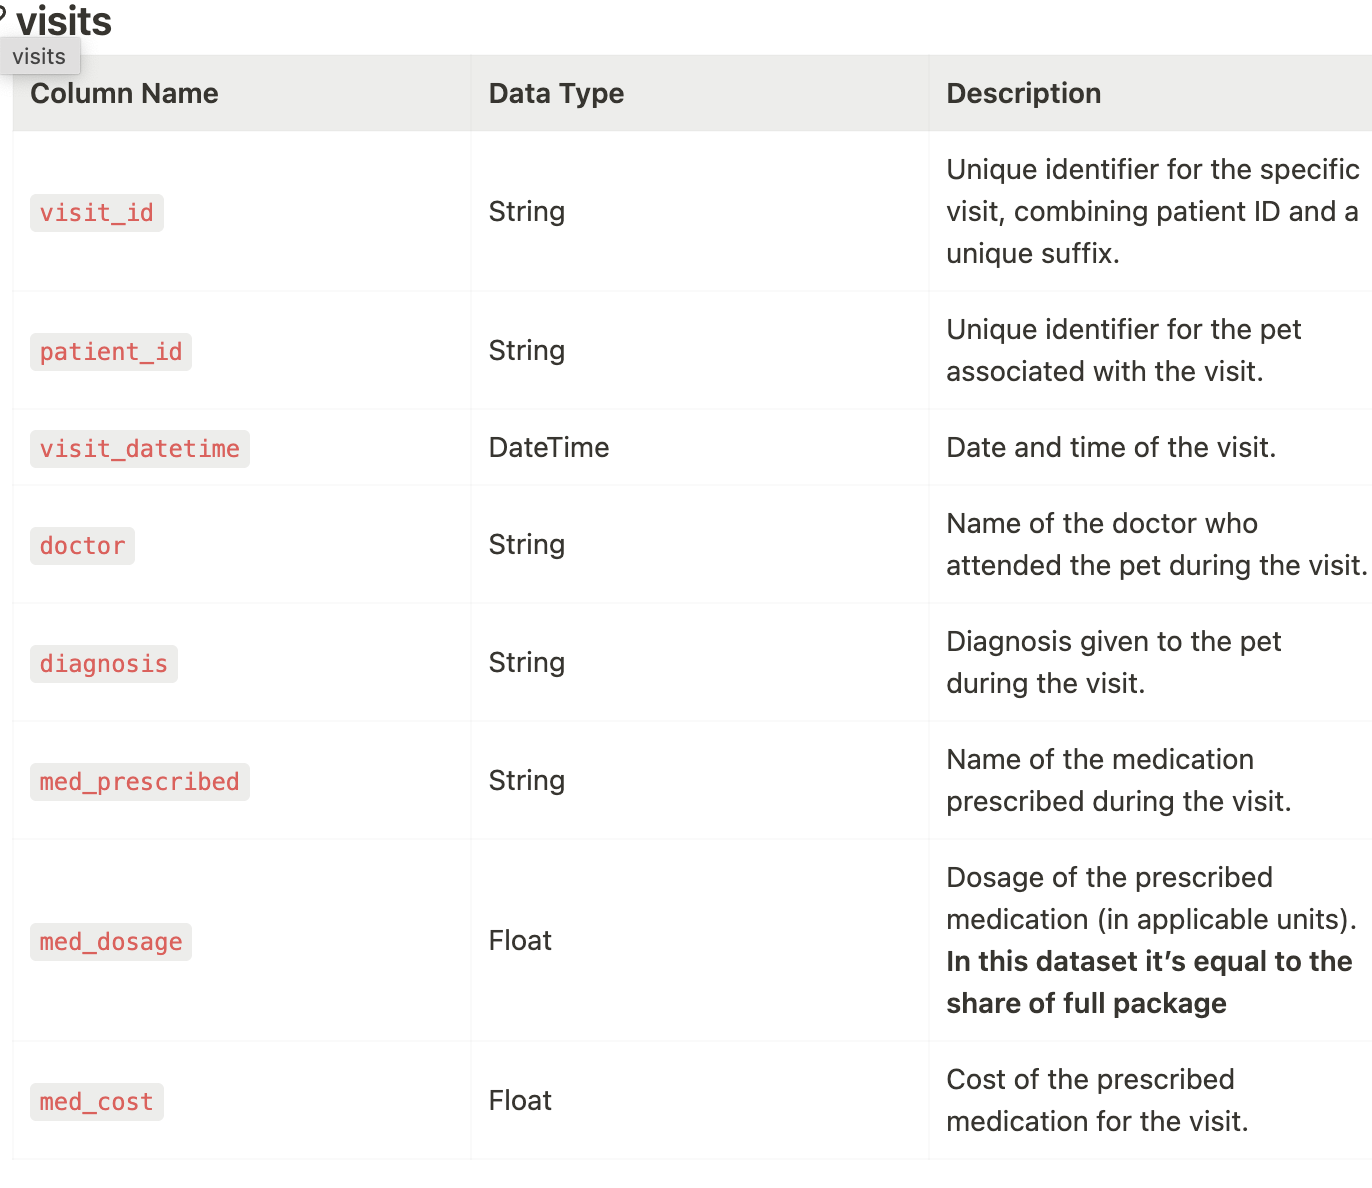 visits
visits
Column Name Data Type Description
visit_id String Unique identifier for the specific
visit, combining patient ID and a
unique suffix.
patient_id String Unique identifier for the pet
associated with the visit.
visit_datetime DateTime Date and time of the visit.
doctor String Name of the doctor who
attended the pet during the visit.
diagnosis String Diagnosis given to the pet
during the visit.
med_prescribed String Name of the medication
prescribed during the visit.
med_dosage Float Dosage of the prescribed
medication (in applicable units).
In this dataset it’s equal to the
share of full package
med_cost Float Cost of the prescribed
medication for the visit.